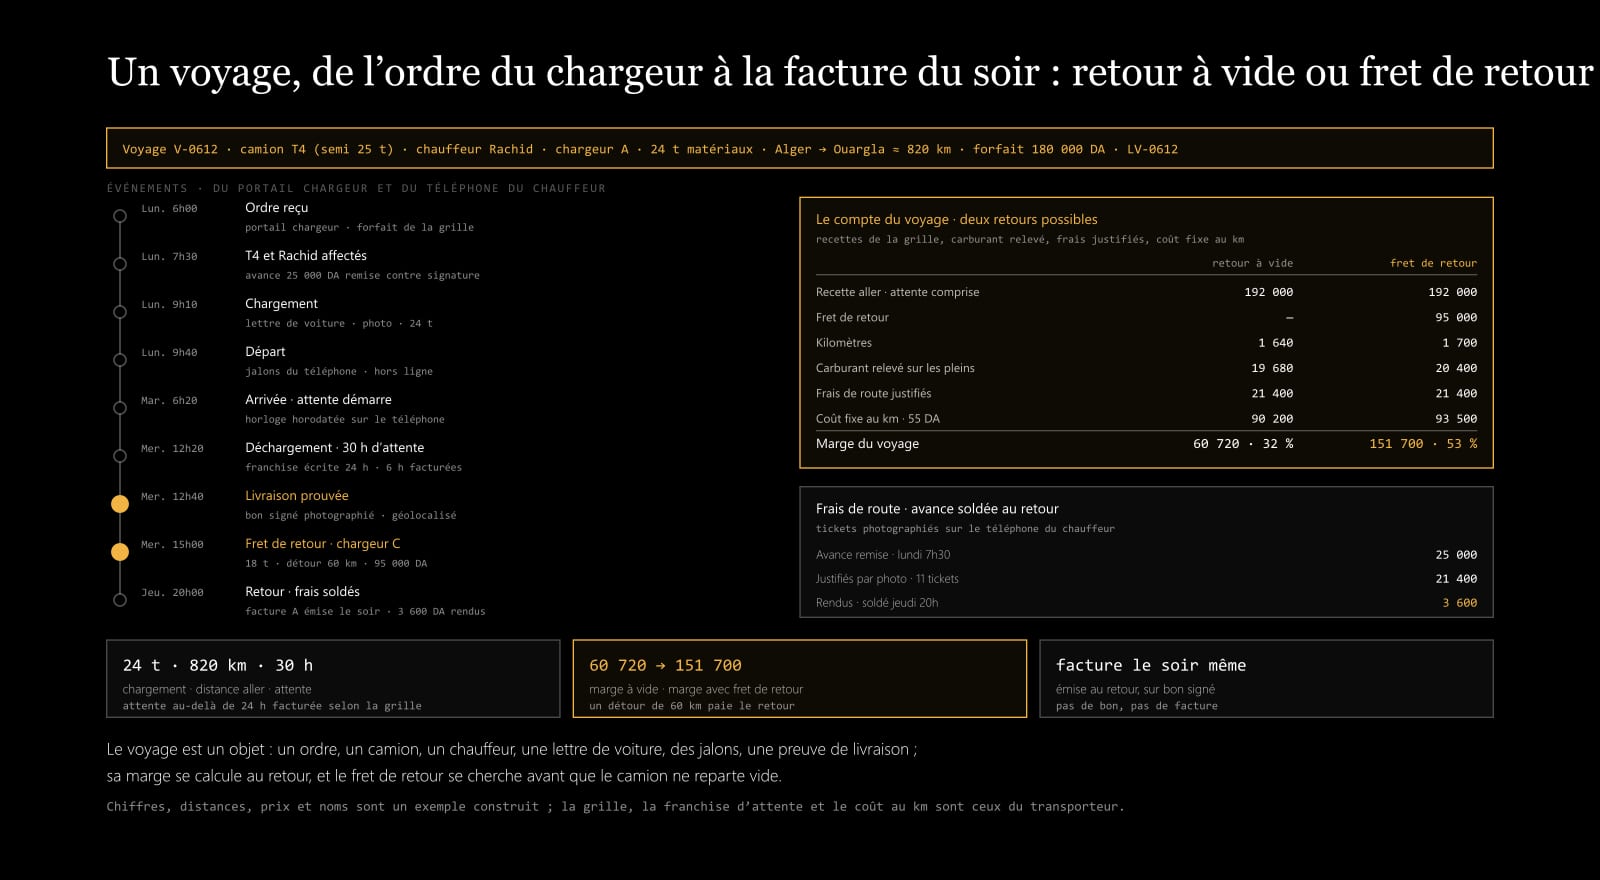 Un voyage, de l’ordre du chargeur à la facture du soir : retour à vide ou fret de retour
Voyage V-0612 · camion T4 (semi 25 t) · chauffeur Rachid · chargeur A · 24 t matériaux · Alger → Ouargla ≈ 820 km · forfait 180 000 DA · LV-0612
ÉVÉNEMENTS · DU PORTAIL CHARGEUR ET DU TÉLÉPHONE DU CHAUFFEUR
Lun. 6h00 Ordre reçu
portail chargeur · forfait de la grille
Lun. 7h30 T4 et Rachid affectés
avance 25 000 DA remise contre signature
Lun. 9h10 Chargement
lettre de voiture · photo · 24 t
Lun. 9h40 Départ
jalons du téléphone · hors ligne
Mar. 6h20 Arrivée · attente démarre
horloge horodatée sur le téléphone
Mer. 12h20 Déchargement · 30 h d’attente
franchise écrite 24 h · 6 h facturées
Mer. 12h40 Livraison prouvée
bon signé photographié · géolocalisé
Mer. 15h00 Fret de retour · chargeur C
18 t · détour 60 km · 95 000 DA
Jeu. 20h00 Retour · frais soldés
facture A émise le soir · 3 600 DA rendus
Le compte du voyage · deux retours possibles
recettes de la grille, carburant relevé, frais justifiés, coût fixe au km
retour à vide fret de retour
Recette aller · attente comprise 192 000 192 000
Fret de retour — 95 000
Kilomètres 1 640 1 700
Carburant relevé sur les pleins 19 680 20 400
Frais de route justifiés 21 400 21 400
Coût fixe au km · 55 DA 90 200 93 500
Marge du voyage 60 720 · 32 % 151 700 · 53 %
Frais de route · avance soldée au retour
tickets photographiés sur le téléphone du chauffeur
Avance remise · lundi 7h30 25 000
Justifiés par photo · 11 tickets 21 400
Rendus · soldé jeudi 20h 3 600
24 t · 820 km · 30 h
chargement · distance aller · attente
attente au-delà de 24 h facturée selon la grille
60 720 → 151 700
marge à vide · marge avec fret de retour
un détour de 60 km paie le retour
facture le soir même
émise au retour, sur bon signé
pas de bon, pas de facture
Le voyage est un objet : un ordre, un camion, un chauffeur, une lettre de voiture, des jalons, une preuve de livraison ;
sa marge se calcule au retour, et le fret de retour se cherche avant que le camion ne reparte vide.
Chiffres, distances, prix et noms sont un exemple construit ; la grille, la franchise d’attente et le coût au km sont ceux du transporteur.